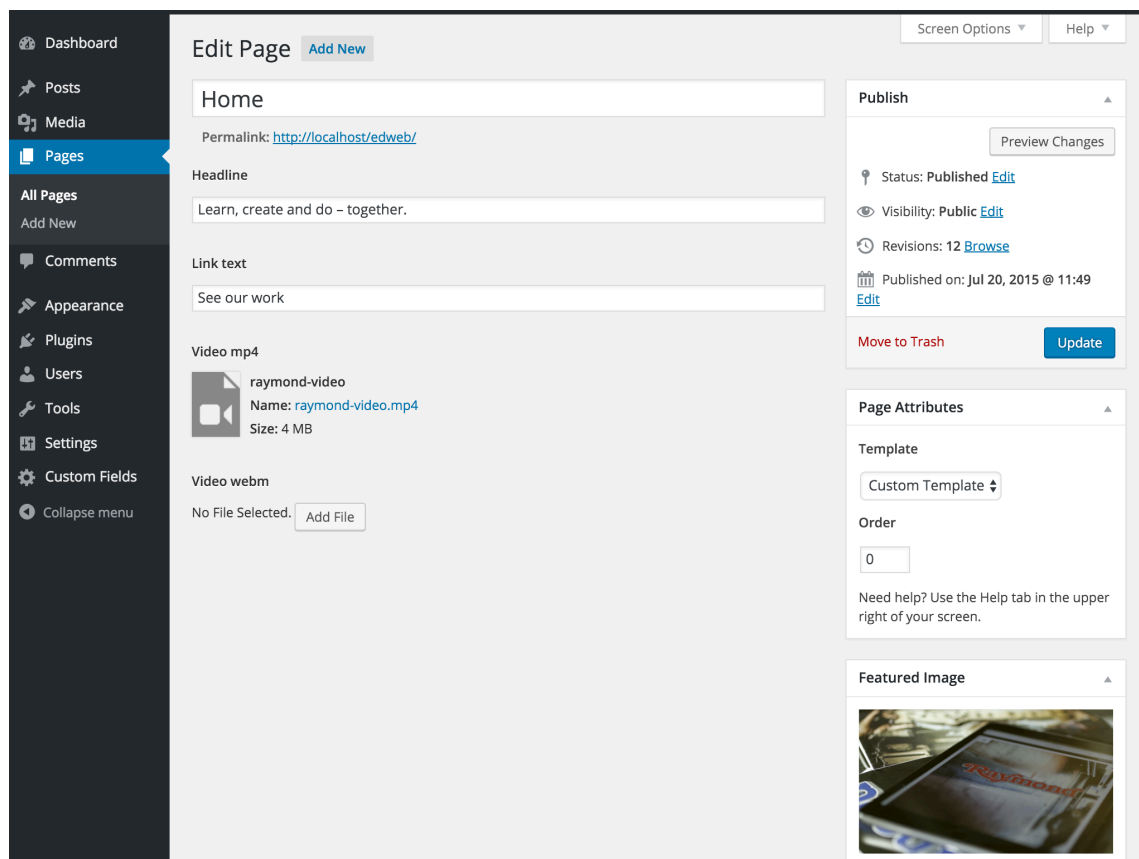 Dashboard
Posts
Media
Pages
All Pages
Add New
Comments
Appearance
Plugins
Users
Tools
Settings
Custom Fields
Collapse menu
Screen Options
Help
Edit Page Add New
Home
Permalink: http://localhost/edweb/
Headline
Learn, create and do – together.
Link text
See our work
Video mp4
raymond-video
Name: raymond-video.mp4
Size: 4 MB
Video webm
No File Selected. Add File
Publish
Preview Changes
Status: Published Edit
Visibility: Public Edit
Revisions: 12 Browse
Published on: Jul 20, 2015 @ 11:49
Edit
Move to Trash Update
Page Attributes
Template
Custom Template
Order
0
Need help? Use the Help tab in the upper
right of your screen.
Featured Image
Raymond